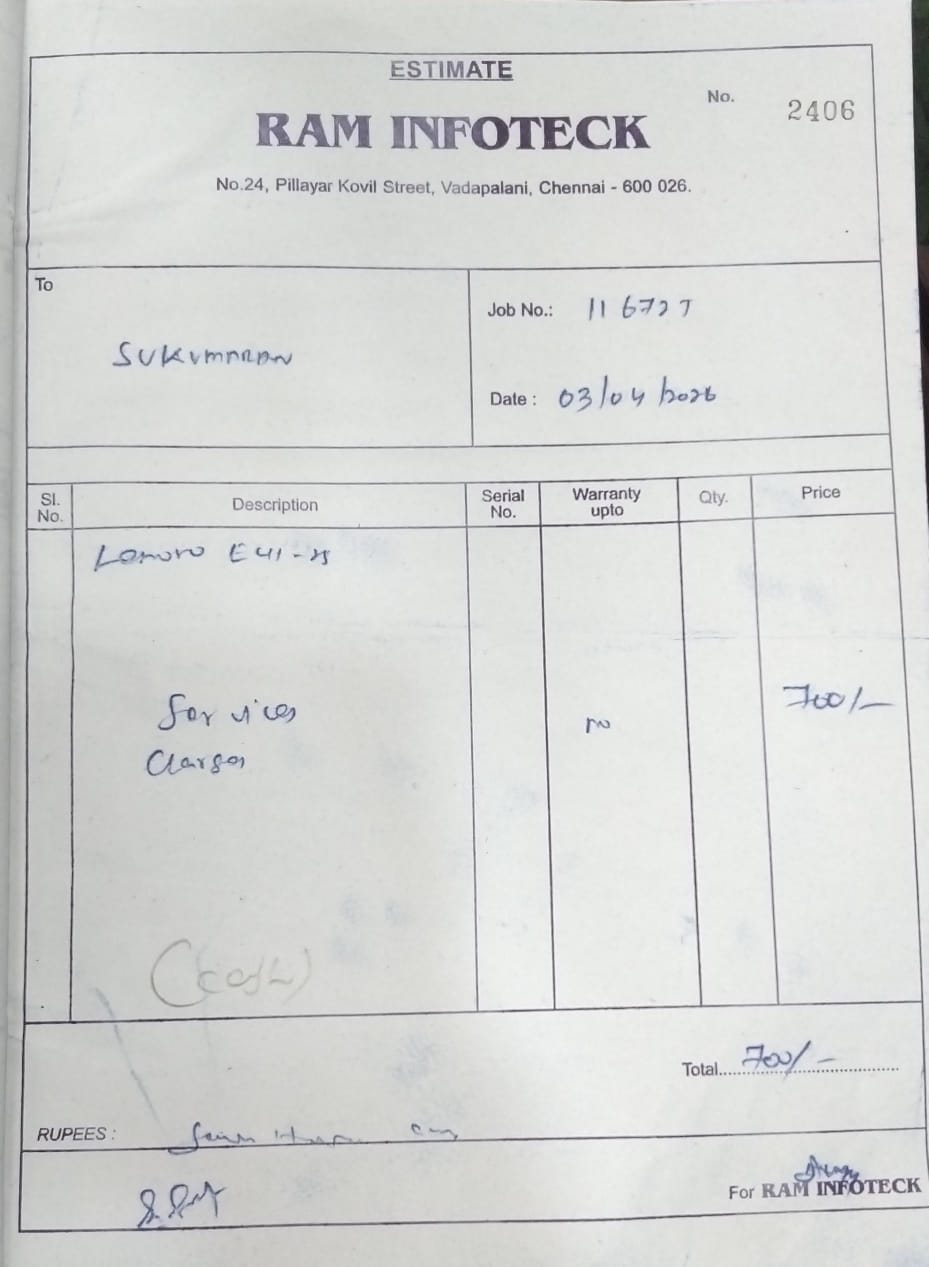 ESTIMATE
No. 2406
RAM INFOTECK
No.24, Pillayar Kovil Street, Vadapalani, Chennai - 600 026.
To
SUKUMARAN
Job No.: 11672
Date : 03/04/2026
Sl. No. Description Serial No. Warranty upto Qty. Price
Lenovo E41-25
Services no 700/-
Charges
(Cash)
Total 700/-
RUPEES : Seven
For RAM INFOTECK